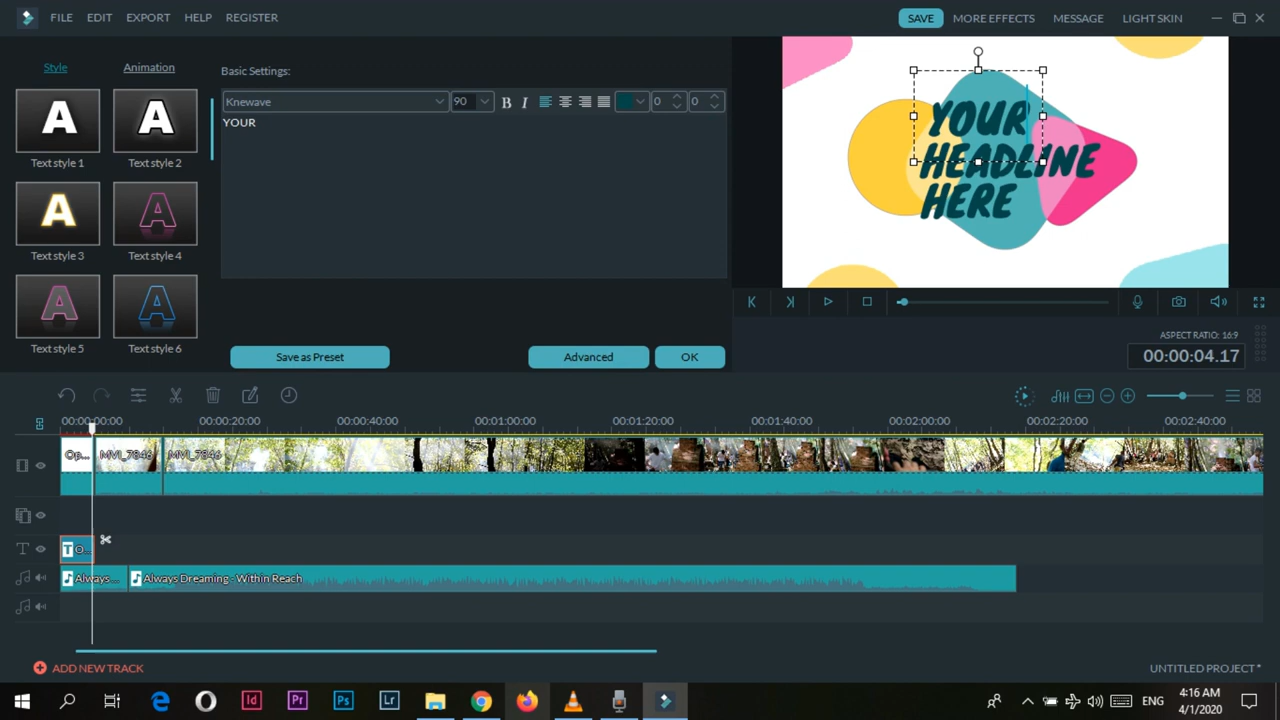 FILE EDIT EXPORT HELP REGISTER SAVE MORE EFFECTS MESSAGE LIGHT SKIN
Style Animation
Basic Settings:
Knewave 90 B I 0 0
YOUR
A A
Text style 1 Text style 2
A A
Text style 3 Text style 4
A A
Text style 5 Text style 6
Save as Preset Advanced OK
YOUR
HEADLINE
HERE
ASPECT RATIO: 16:9
00:00:04.17
00:00:00:00 00:00:20:00 00:00:40:00 00:01:00:00 00:01:20:00 00:01:40:00 00:02:00:00 00:02:20:00 00:02:40:00
Op... MVI_7846 MVI_7846
T T O...
Always... Always Dreaming - Within Reach
ADD NEW TRACK UNTITLED PROJECT *
Id Pr Ps Lr ENG 4:16 AM
4/1/2020